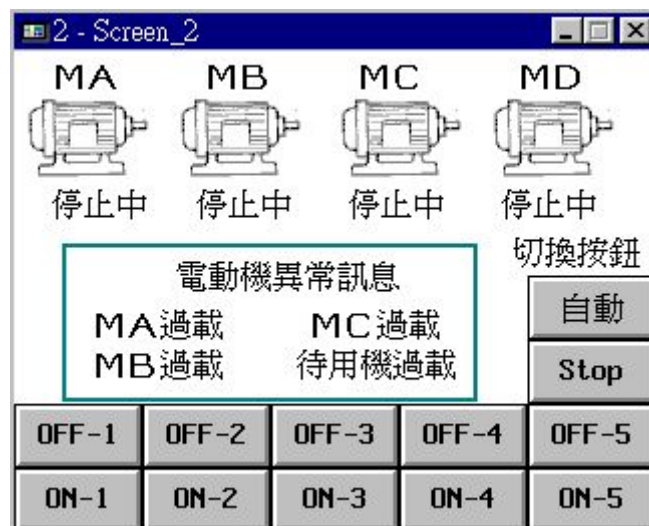 2 - Screen_2
MA MB MC MD
停止中 停止中 停止中 停止中
切換按鈕
電動機異常訊息
自動
MA過載 MC過載
MB過載 待用機過載
Stop
OFF-1 OFF-2 OFF-3 OFF-4 OFF-5
ON-1 ON-2 ON-3 ON-4 ON-5